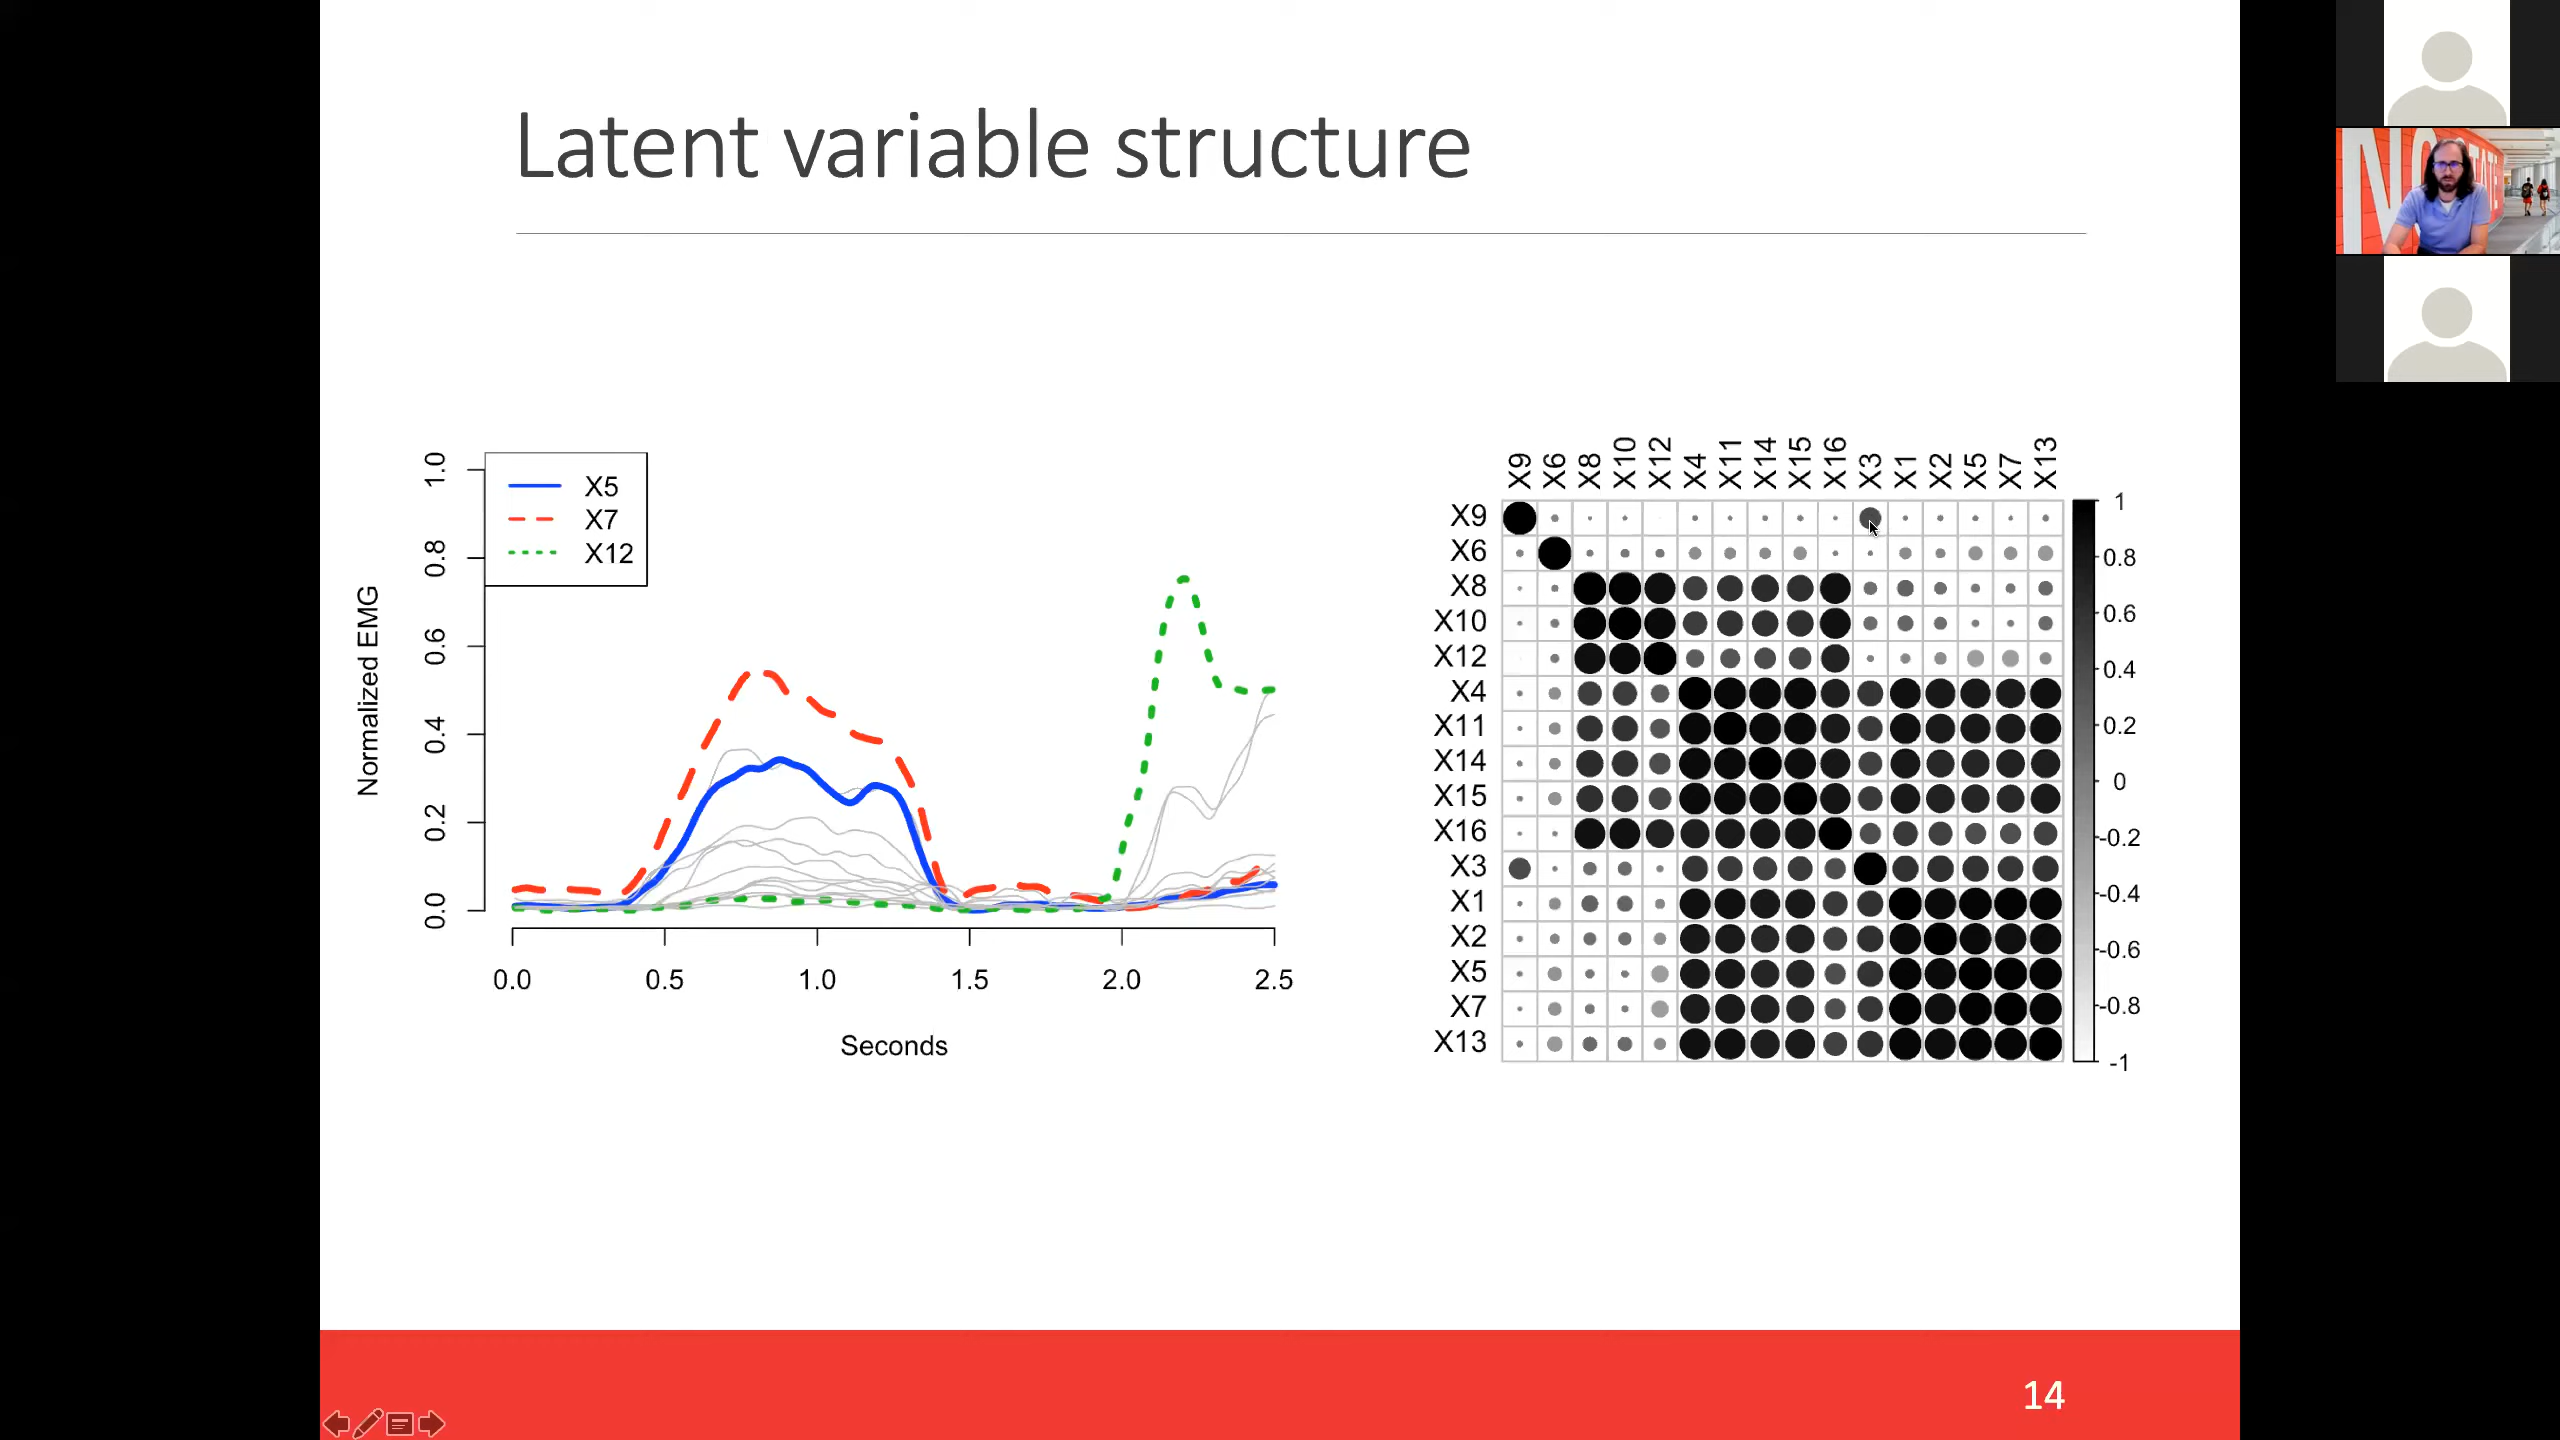 Latent variable structure
1.0
0.8
0.6
0.4
0.2
0.0
Normalized EMG
X5
X7
X12
0.0 0.5 1.0 1.5 2.0 2.5
Seconds
X9 X6 X8 X10 X12 X4 X11 X14 X15 X16 X3 X1 X2 X5 X7 X13
X9
X6
X8
X10
X12
X4
X11
X14
X15
X16
X3
X1
X2
X5
X7
X13
1
0.8
0.6
0.4
0.2
0
-0.2
-0.4
-0.6
-0.8
-1
14